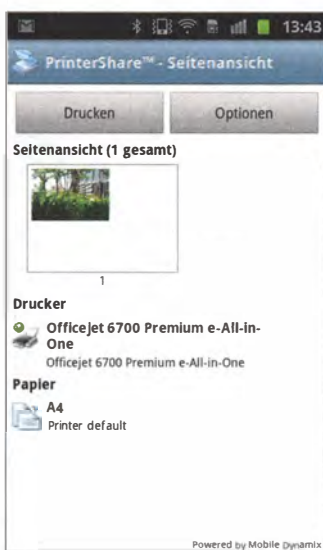 13:43
PrinterShare™ - Seitenansicht
Drucken
Optionen
Seitenansicht (1 gesamt)
1
Drucker
Officejet 6700 Premium e-All-in-
One
Officejet 6700 Premium e-All-in-One
Papier
A4
Printer default
Powered by Mobile Dynamix